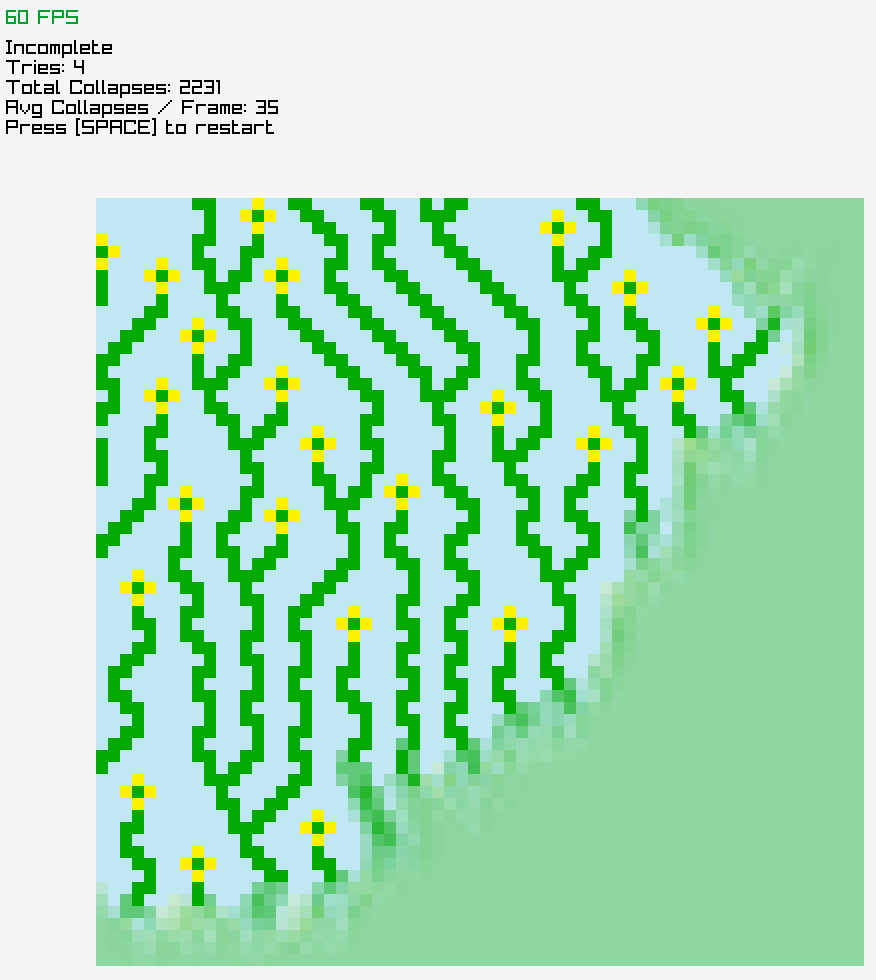 60 FPS
Incomplete
Tries: 4
Total Collapses: 2231
Avg Collapses / Frame: 35
Press [SPACE] to restart